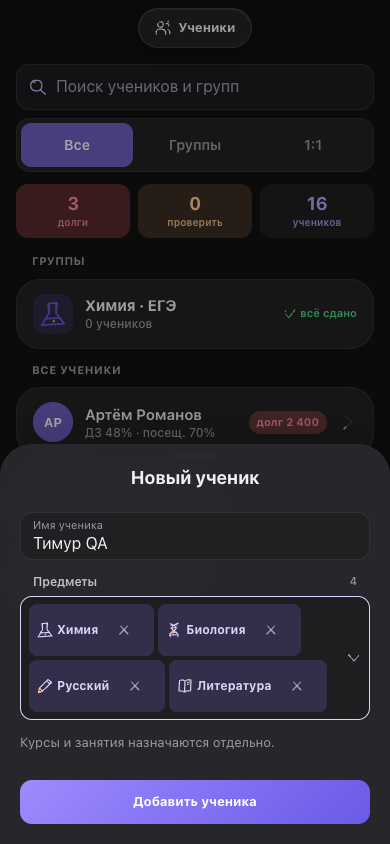 Ученики
Поиск учеников и групп
Все Группы 1:1
3 0 16
долги проверить учеников
ГРУППЫ
Химия · ЕГЭ
0 учеников
всё сдано
ВСЕ УЧЕНИКИ
АР
Артём Романов
ДЗ 48% · посещ. 70%
долг 2 400
Новый ученик
Имя ученика
Тимур QA
Предметы 4
Химия Биология
Русский Литература
Курсы и занятия назначаются отдельно.
Добавить ученика